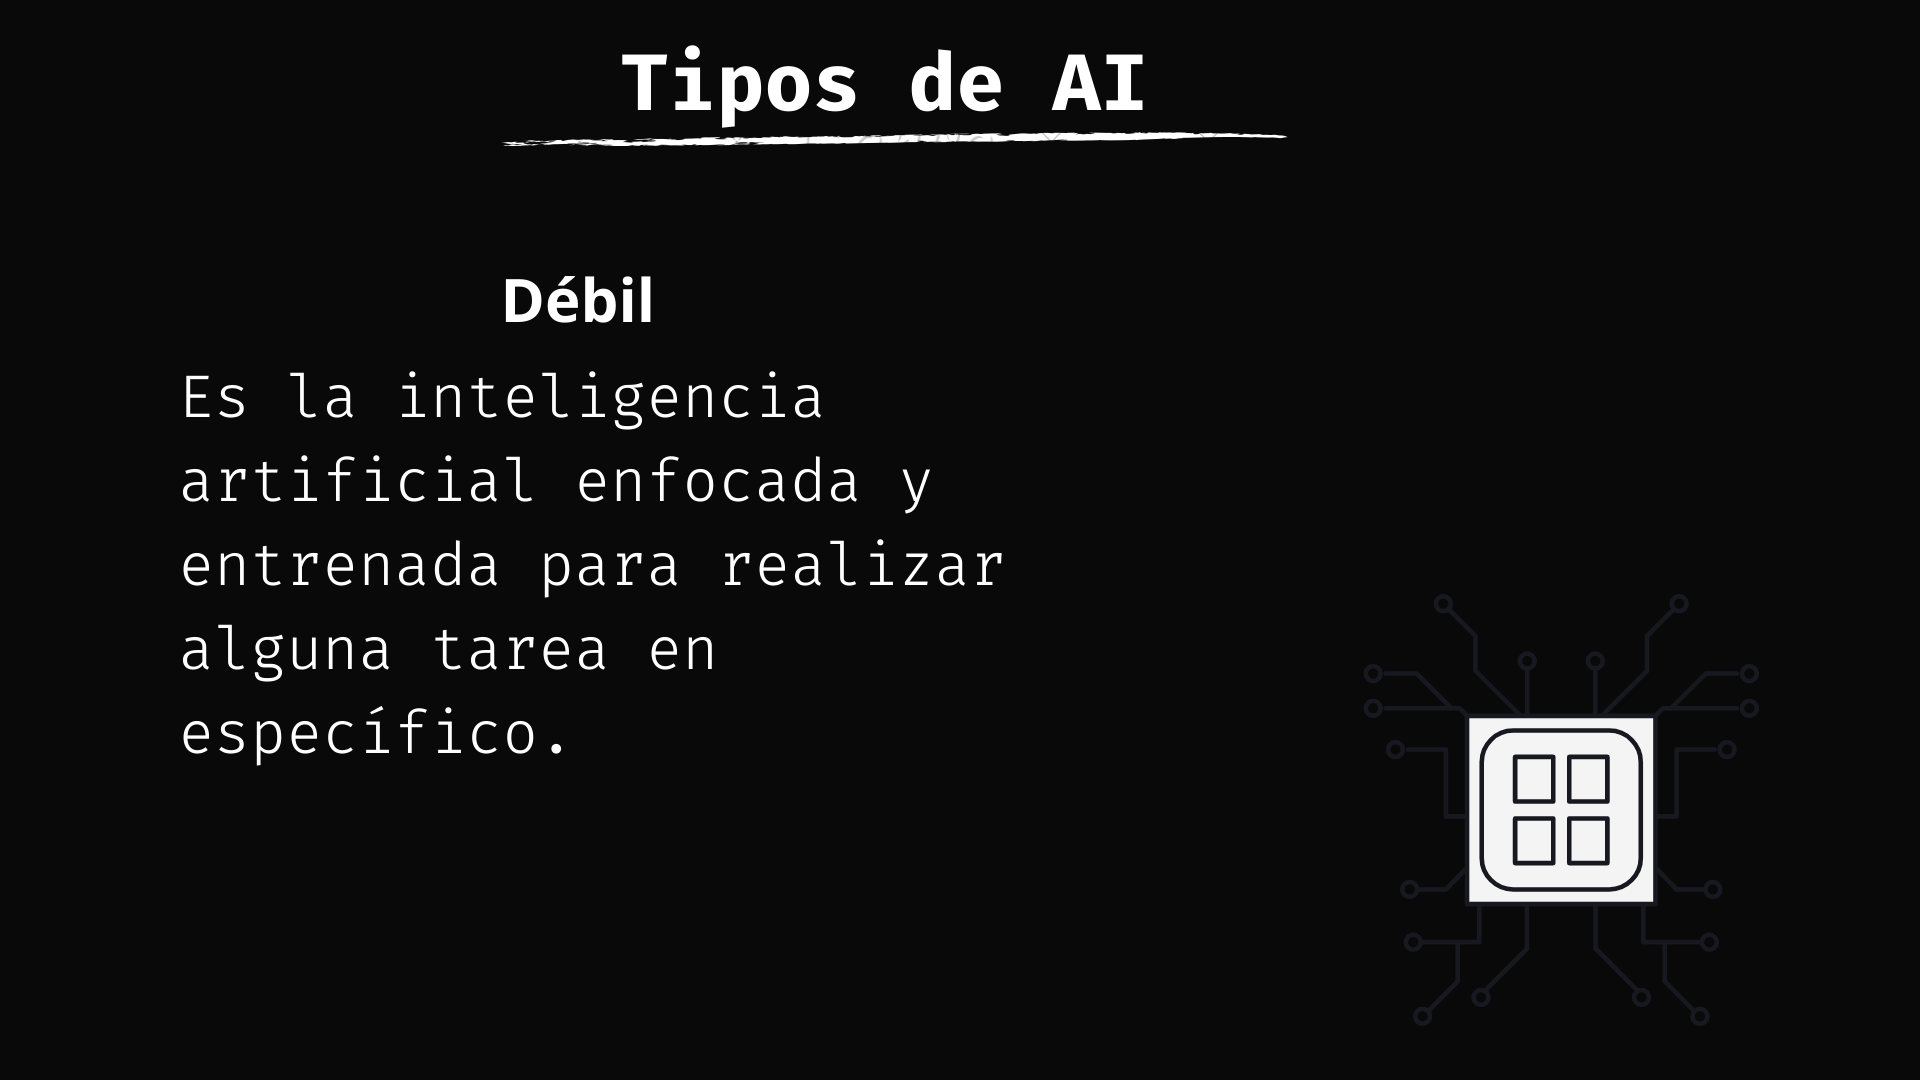 Tipos de AI
Débil
Es la inteligencia
artificial enfocada y
entrenada para realizar
alguna tarea en
específico.